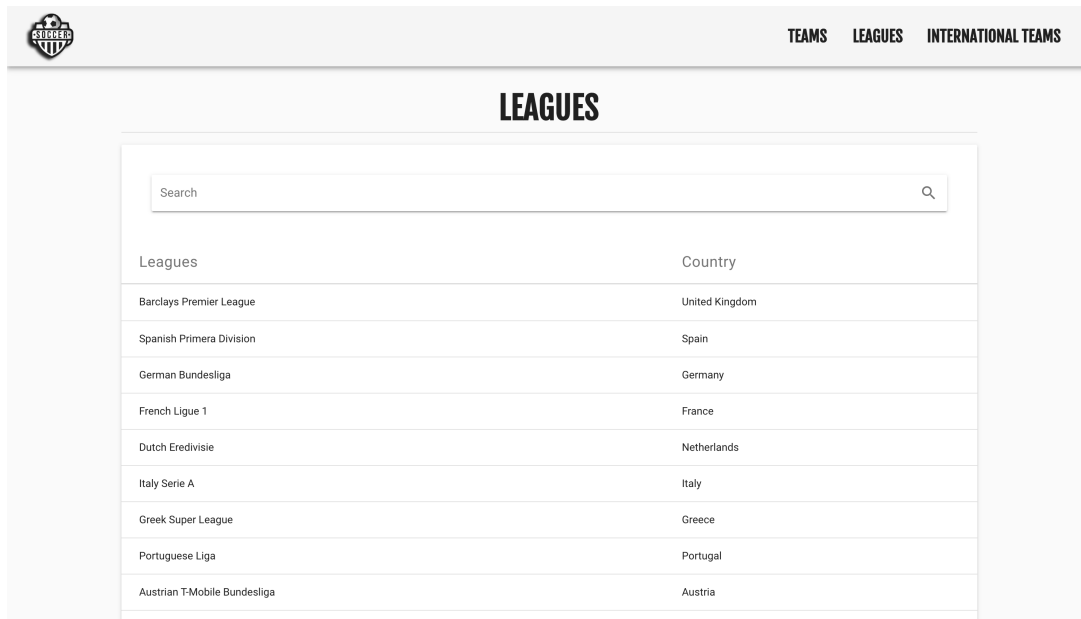 SOCCER
TEAMS LEAGUES INTERNATIONAL TEAMS
LEAGUES
Search
Leagues Country
Barclays Premier League United Kingdom
Spanish Primera Division Spain
German Bundesliga Germany
French Ligue 1 France
Dutch Eredivisie Netherlands
Italy Serie A Italy
Greek Super League Greece
Portuguese Liga Portugal
Austrian T-Mobile Bundesliga Austria